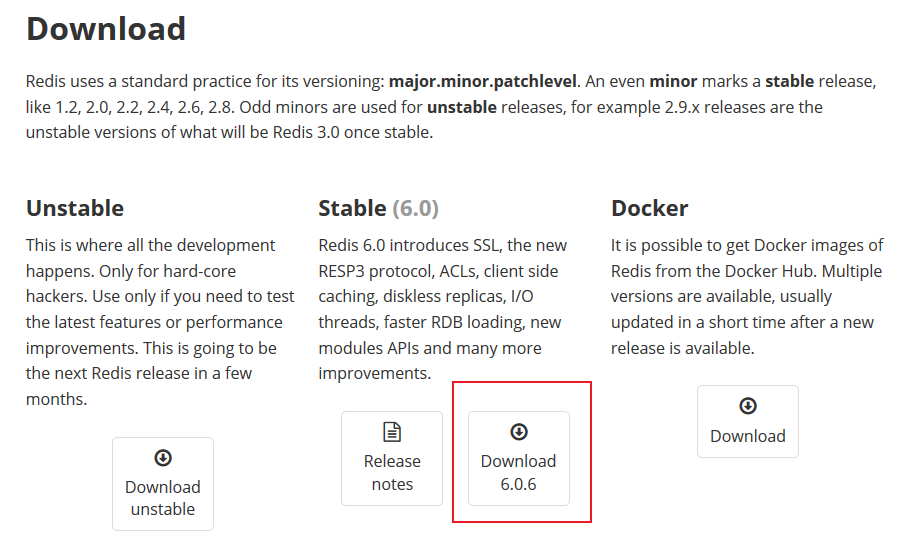 Download
Redis uses a standard practice for its versioning: major.minor.patchlevel. An even minor marks a stable release,
like 1.2, 2.0, 2.2, 2.4, 2.6, 2.8. Odd minors are used for unstable releases, for example 2.9.x releases are the
unstable versions of what will be Redis 3.0 once stable.
Unstable
This is where all the development
happens. Only for hard-core
hackers. Use only if you need to test
the latest features or performance
improvements. This is going to be
the next Redis release in a few
months.
Download
unstable
Stable (6.0)
Redis 6.0 introduces SSL, the new
RESP3 protocol, ACLs, client side
caching, diskless replicas, I/O
threads, faster RDB loading, new
modules APIs and many more
improvements.
Release
notes
Download
6.0.6
Docker
It is possible to get Docker images of
Redis from the Docker Hub. Multiple
versions are available, usually
updated in a short time after a new
release is available.
Download